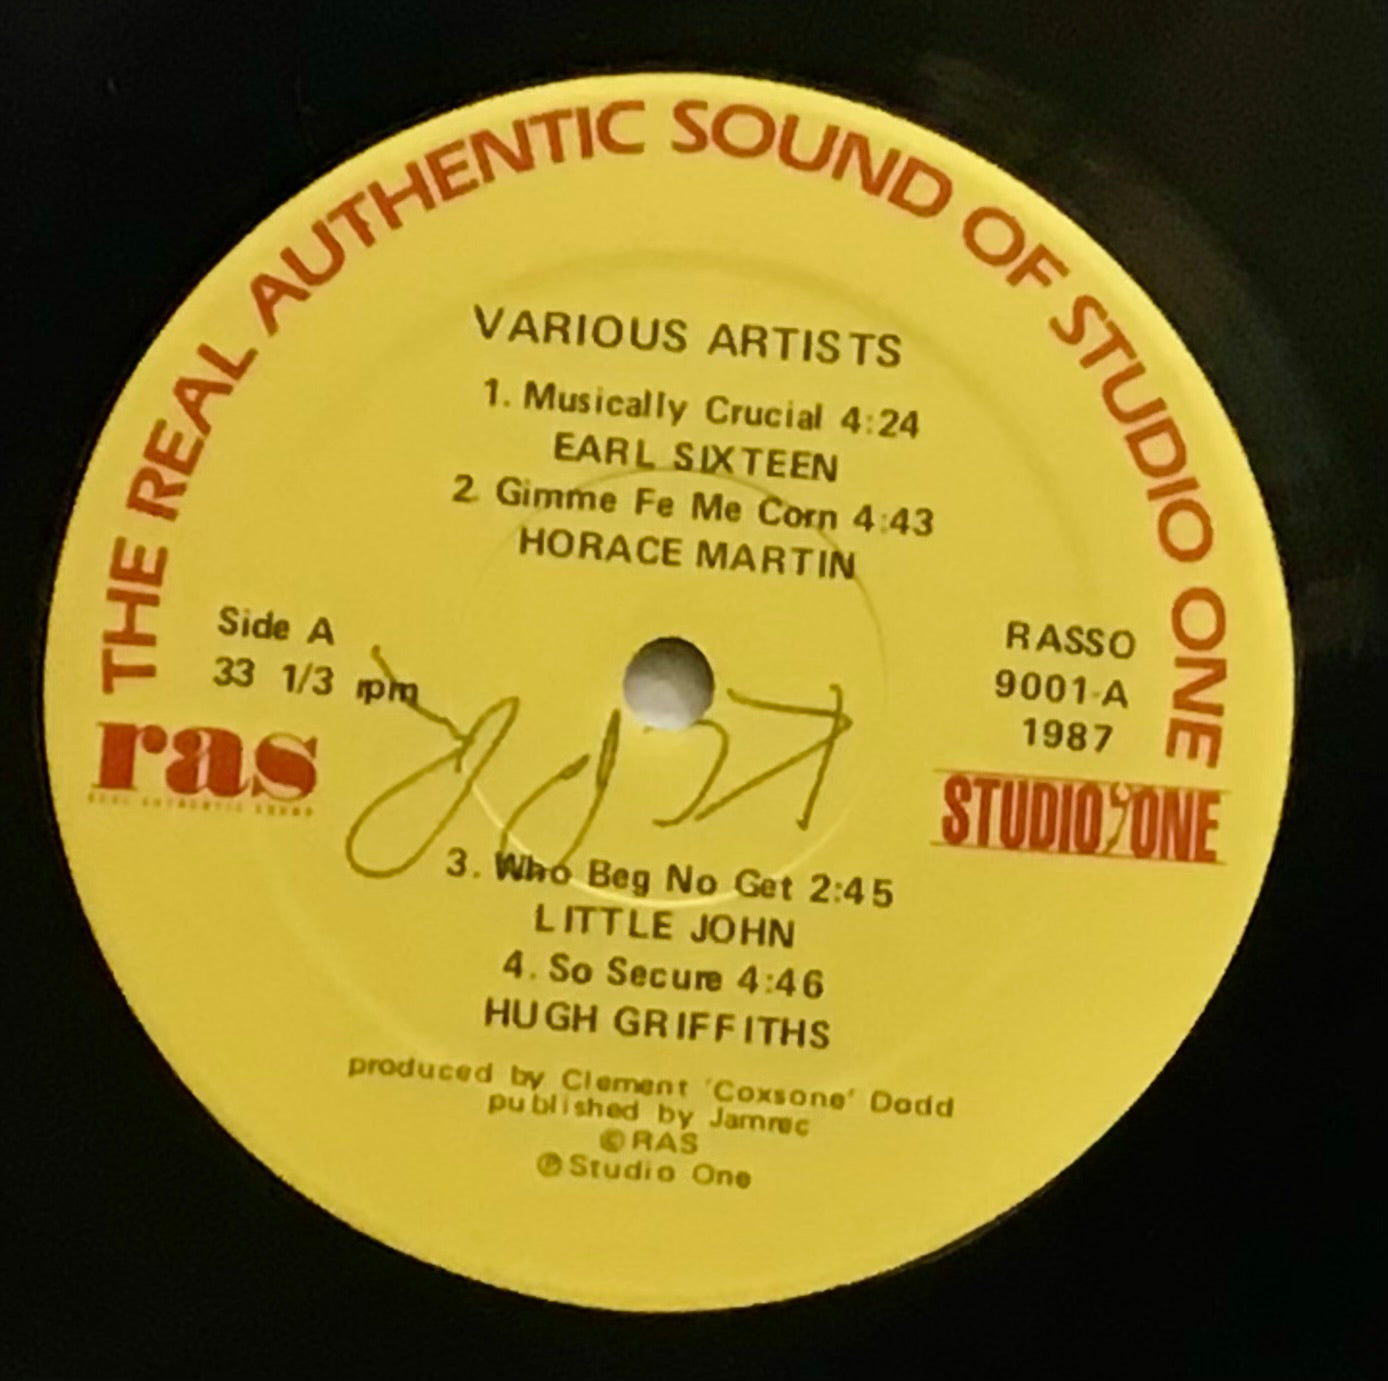 THE REAL AUTHENTIC SOUND OF STUDIO ONE
VARIOUS ARTISTS
1. Musically Crucial 4:24
EARL SIXTEEN
2. Gimme Fe Me Corn 4:43
HORACE MARTIN
Side A
33 1/3 rpm
ras
REAL AUTHENTIC SOUND
RASSO
9001-A
1987
STUDIO ONE
3. Who Beg No Get 2:45
LITTLE JOHN
4. So Secure 4:46
HUGH GRIFFITHS
produced by Clement 'Coxsone' Dodd
published by Jamrec
©RAS
℗Studio One